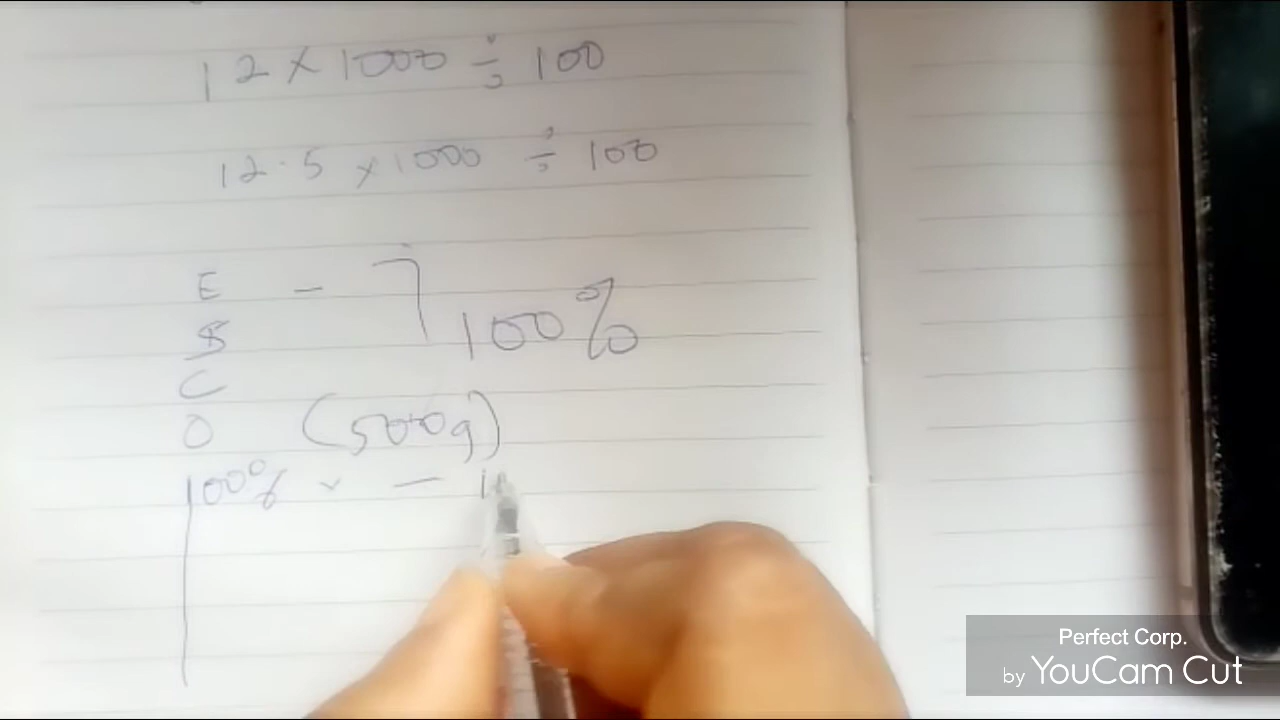 12 × 1000 ÷ 100
12.5 × 1000 ÷ 100
E - 100%
B
C
O (500g)
100% × -
Perfect Corp.
by YouCam Cut